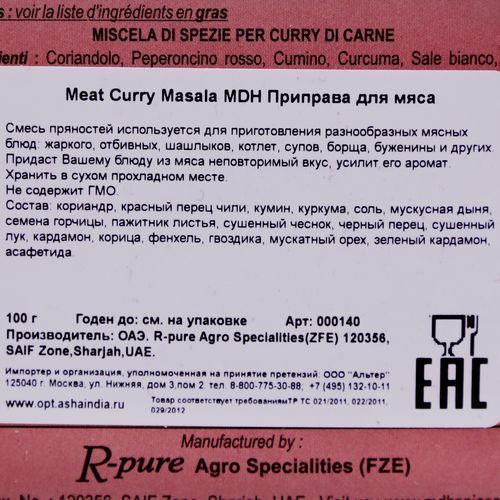 : voir la liste d'ingrédients en gras
MISCELA DI SPEZIE PER CURRY DI CARNE
ienti : Coriandolo, Peperoncino rosso, Cumino, Curcuma, Sale bianco,
Meat Curry Masala MDH Приправа для мяса
Смесь пряностей используется для приготовления разнообразных мясных
блюд: жаркого, отбивных, шашлыков, котлет, супов, борща, буженины и других.
Придаст Вашему блюду из мяса неповторимый вкус, усилит его аромат.
Хранить в сухом прохладном месте.
Не содержит ГМО.
Состав: кориандр, красный перец чили, кумин, куркума, соль, мускусная дыня,
семена горчицы, пажитник листья, сушенный чеснок, черный перец, сушенный
лук, кардамон, корица, фенхель, гвоздика, мускатный орех, зеленый кардамон,
асафетида.
100 г Годен до: см. на упаковке Арт: 000140
Производитель: ОАЭ. R-pure Agro Specialities(ZFE) 120356,
SAIF Zone,Sharjah,UAE.
Импортер и организация, уполномоченная на принятие претензий: ООО "Альтер"
125040 г. Москва, ул. Нижняя, дом 3,пом 2. тел. 8-800-775-30-88; +7 (495) 132-10-11
www.opt.ashaindia.ru
Товар соответствует требованиямТР ТС 021/2011, 022/2011,
029/2012
EAC
Manufactured by :
R-pure Agro Specialities (FZE)